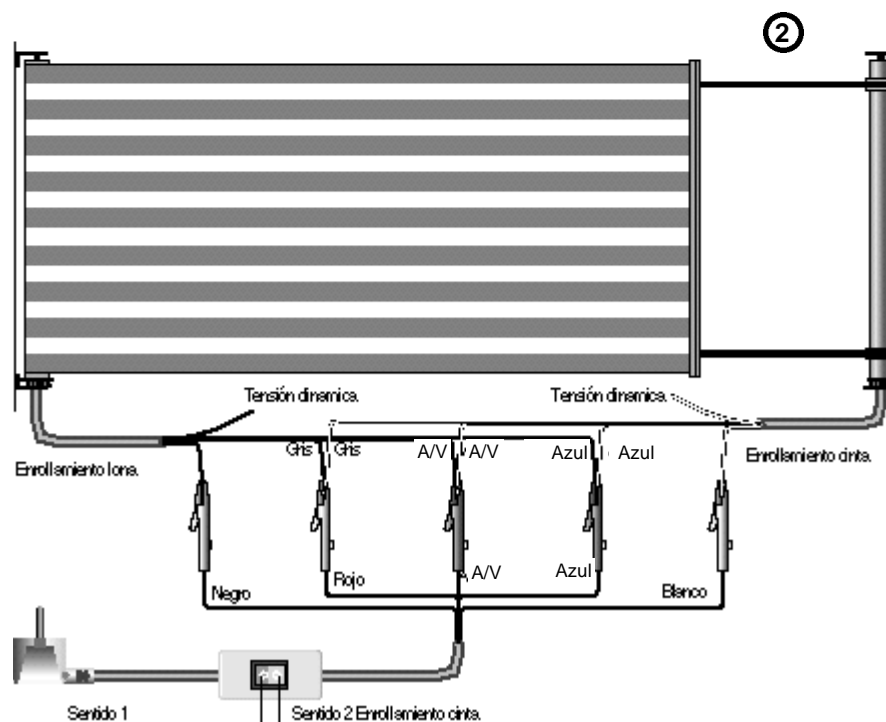 2
Tensión dinamica
Tensión dinamica
Gris Gris A/V A/V Azul Azul
Enrollamiento lona
Enrollamiento cinta
A/V Azul
Rojo
Negro
Blanco
Sentido 1
Sentido 2 Enrollamiento cinta